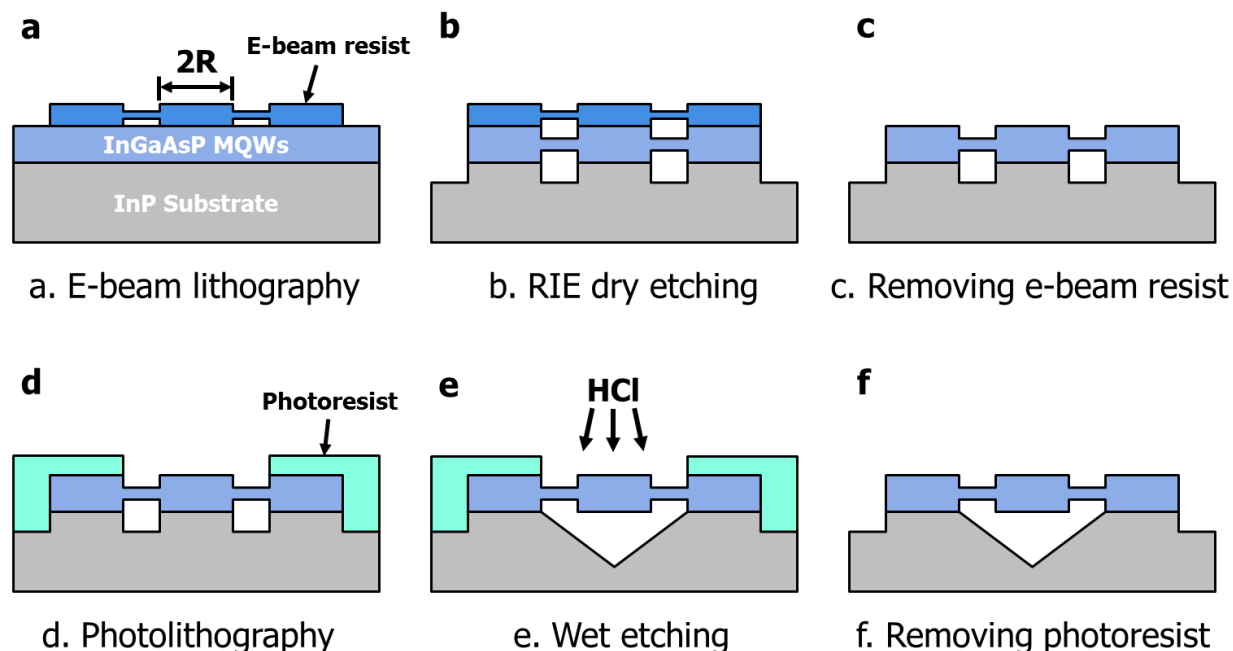 a
E-beam resist
2R
InGaAsP MQWs
InP Substrate
a. E-beam lithography
b
b. RIE dry etching
c
c. Removing e-beam resist
d
Photoresist
d. Photolithography
e
HCl
e. Wet etching
f
f. Removing photoresist